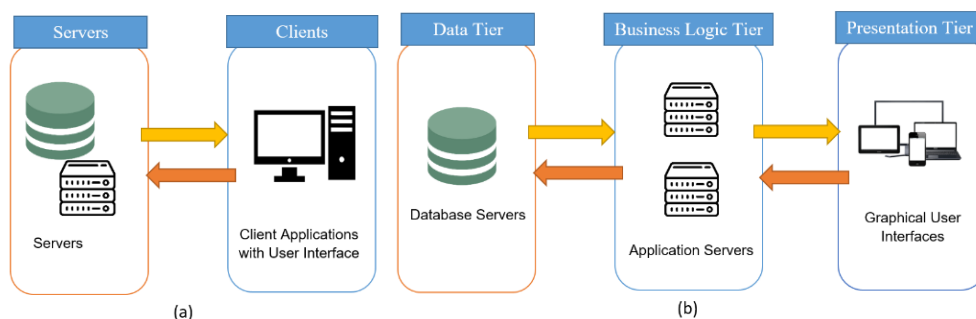 Servers
Clients
Data Tier
Business Logic Tier
Presentation Tier
Servers
Client Applications
with User Interface
Database Servers
Application Servers
Graphical User
Interfaces
(a)
(b)